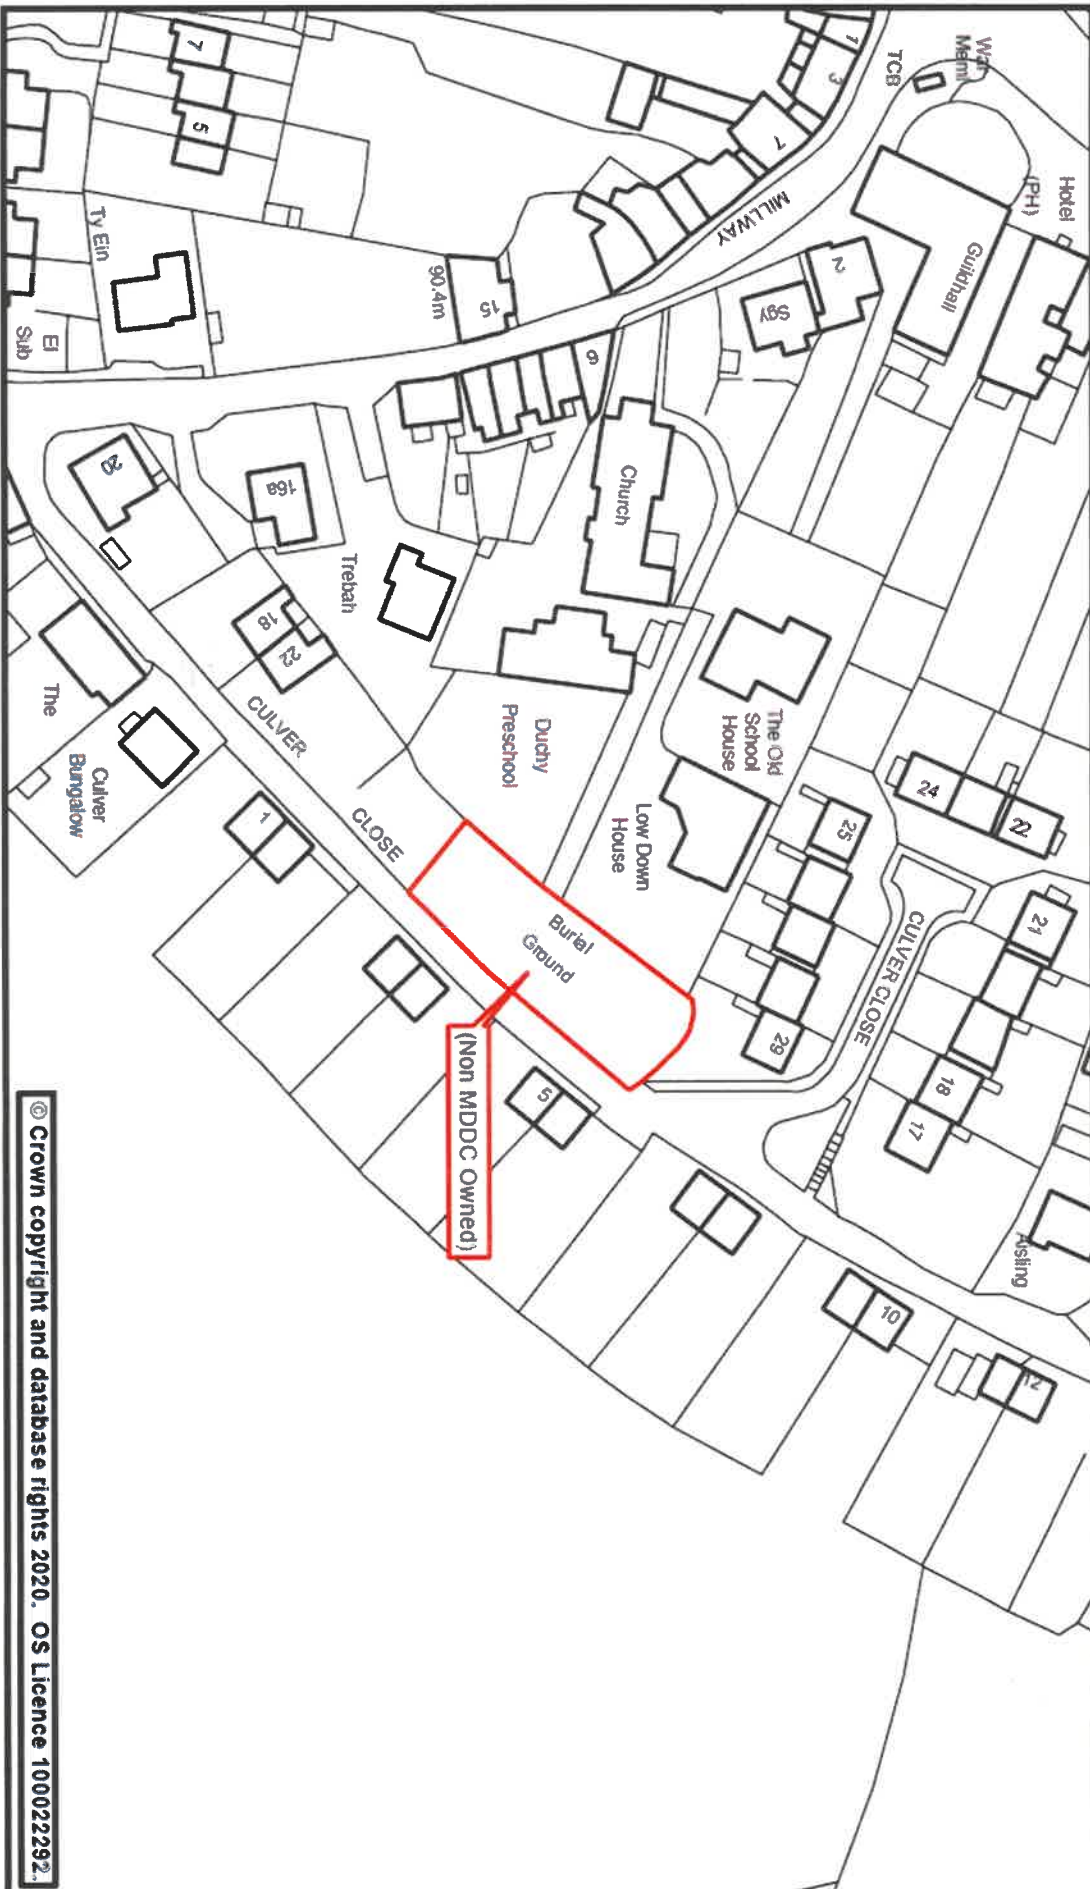 War
Meml
TCB
Hotel
(PH)
Guildhall
1
3
7
MILLWAY
2
Sgy
7
5
Ty Ein
El
Sub
90.4m
15
6
Church
20
16a
Trebah
18
22
CULVER
CLOSE
The
Culver
Bungalow
Duchy
Preschool
The Old
School
House
Low Down
House
24
22
25
29
CULVER CLOSE
21
18
17
Aisling
Burial
Ground
(Non MDDC Owned)
1
5
10
12
© Crown copyright and database rights 2020. OS Licence 100022292.